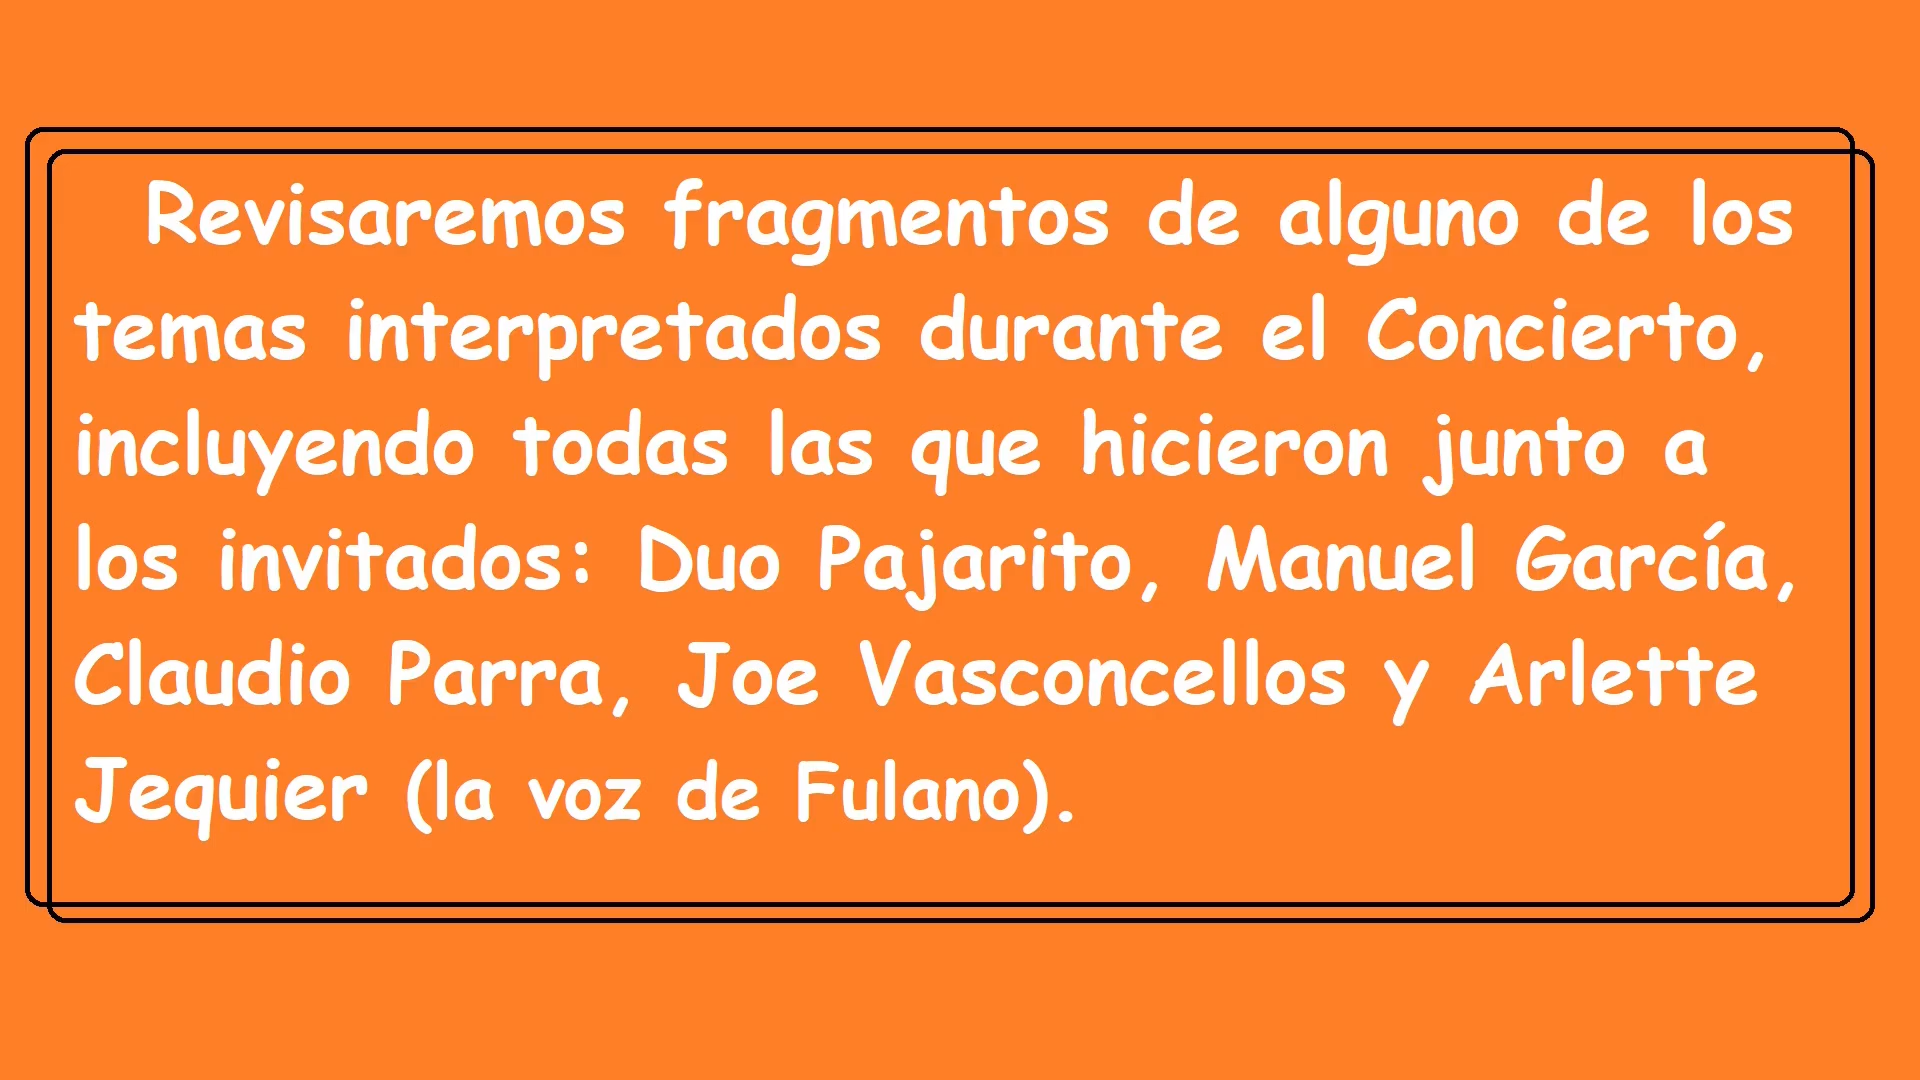 Revisaremos fragmentos de alguno de los
temas interpretados durante el Concierto,
incluyendo todas las que hicieron junto a
los invitados: Duo Pajarito, Manuel García,
Claudio Parra, Joe Vasconcellos y Arlette
Jequier (la voz de Fulano).